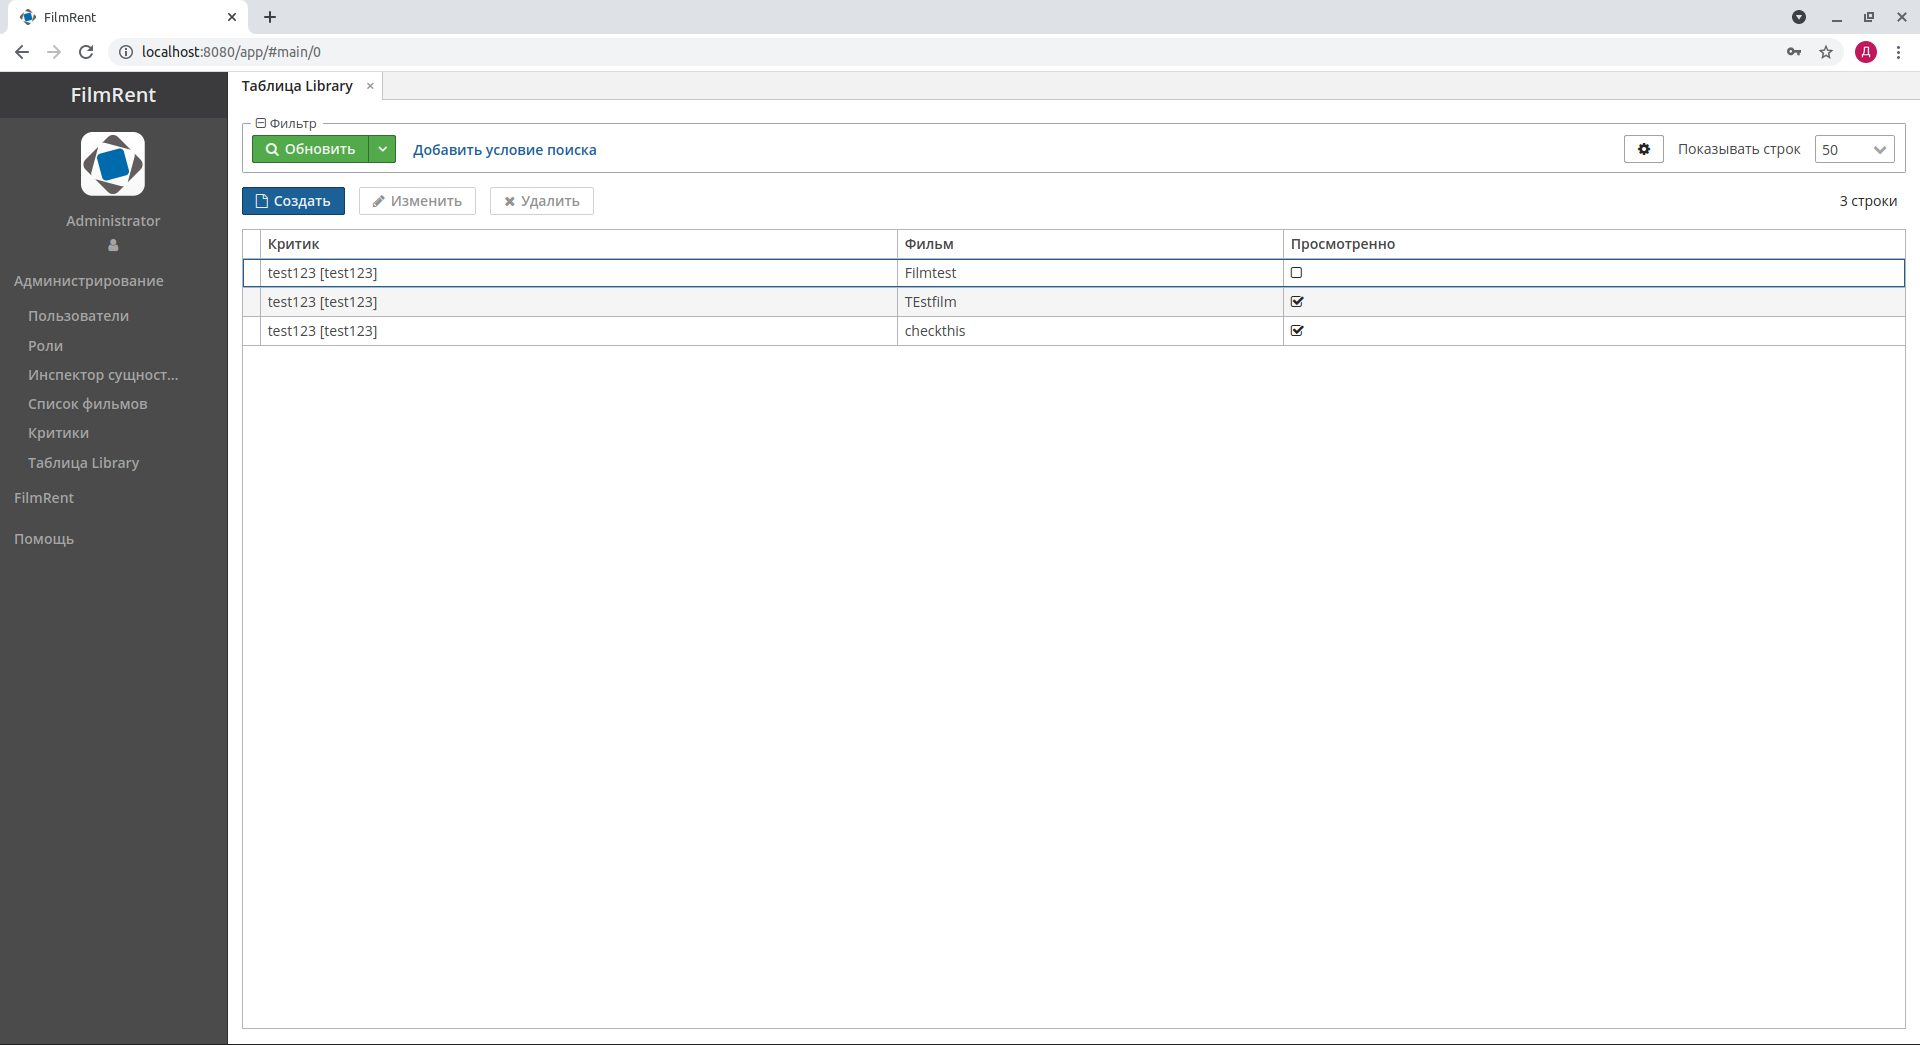 FilmRent
localhost:8080/app/#main/0
Д
FilmRent
Administrator
Администрирование
Пользователи
Роли
Инспектор сущност...
Список фильмов
Критики
Таблица Library
FilmRent
Помощь
Таблица Library
Фильтр
Обновить Добавить условие поиска Показывать строк 50
Создать Изменить Удалить 3 строки
Критик Фильм Просмотренно
test123 [test123] Filmtest
test123 [test123] TEstfilm
test123 [test123] checkthis